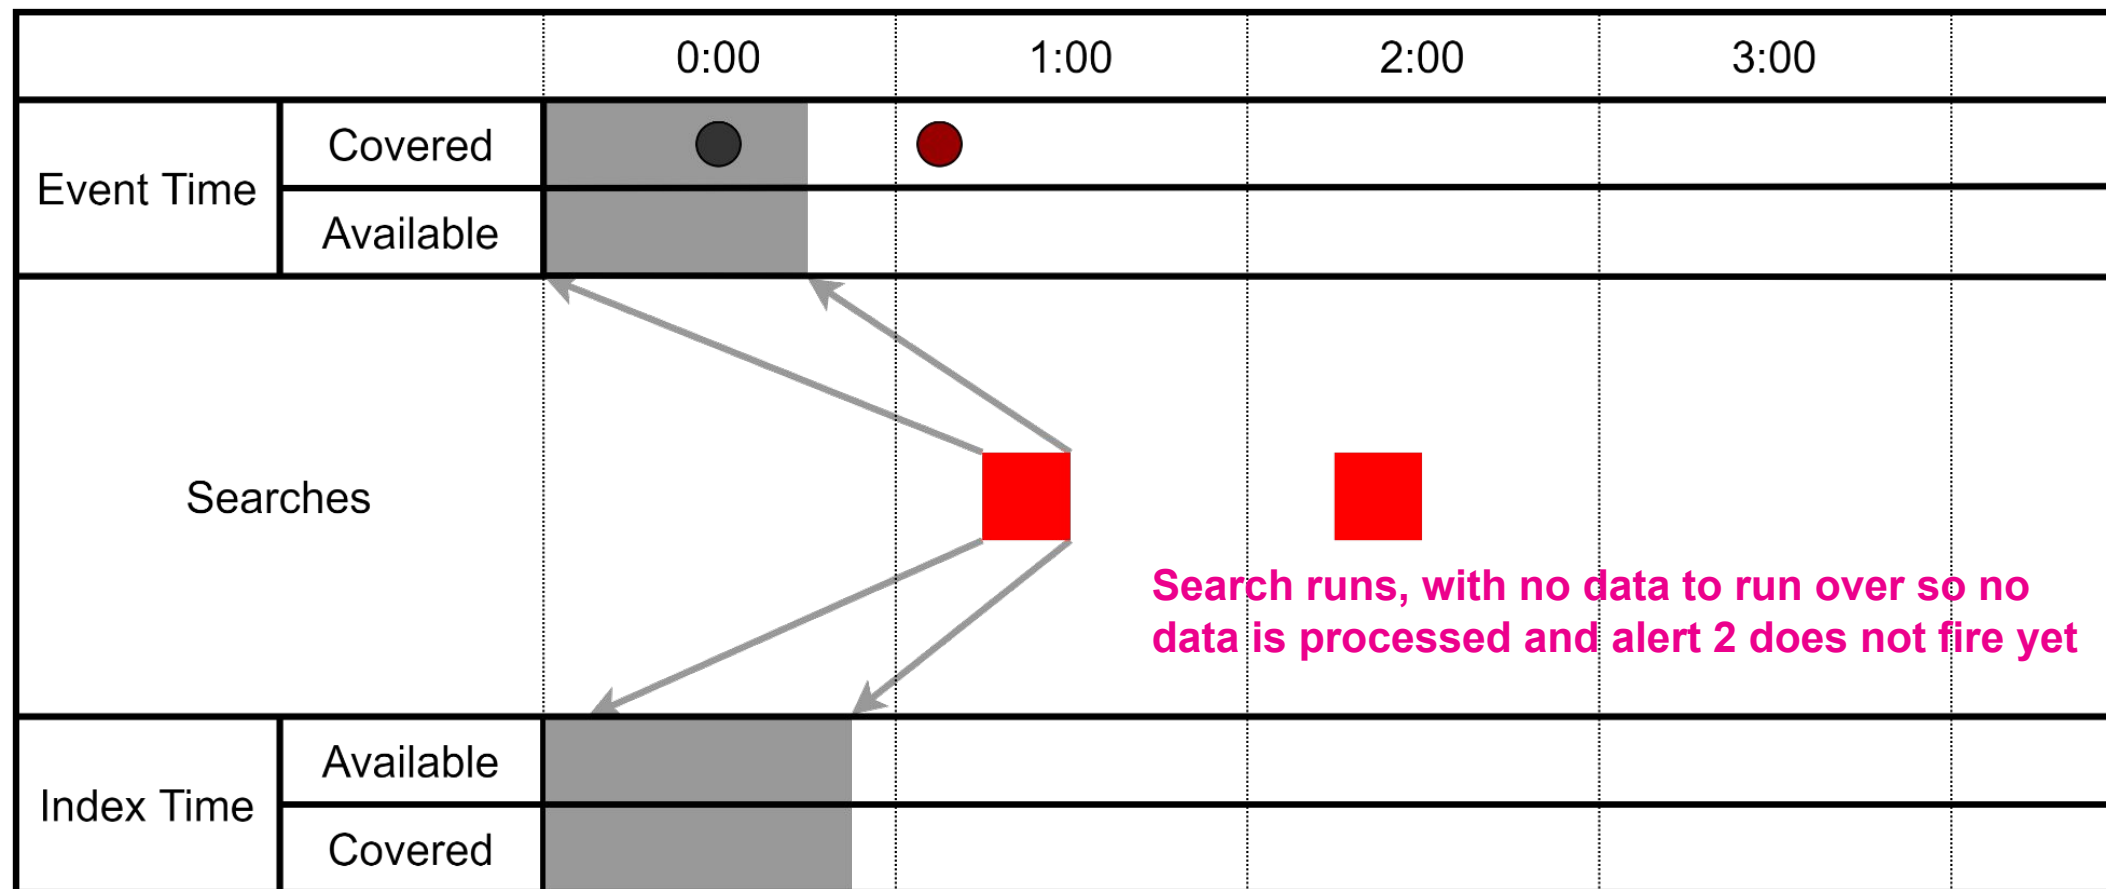 0:00 1:00 2:00 3:00
Event Time
Covered
Available
Searches
Search runs, with no data to run over so no
data is processed and alert 2 does not fire yet
Index Time
Available
Covered